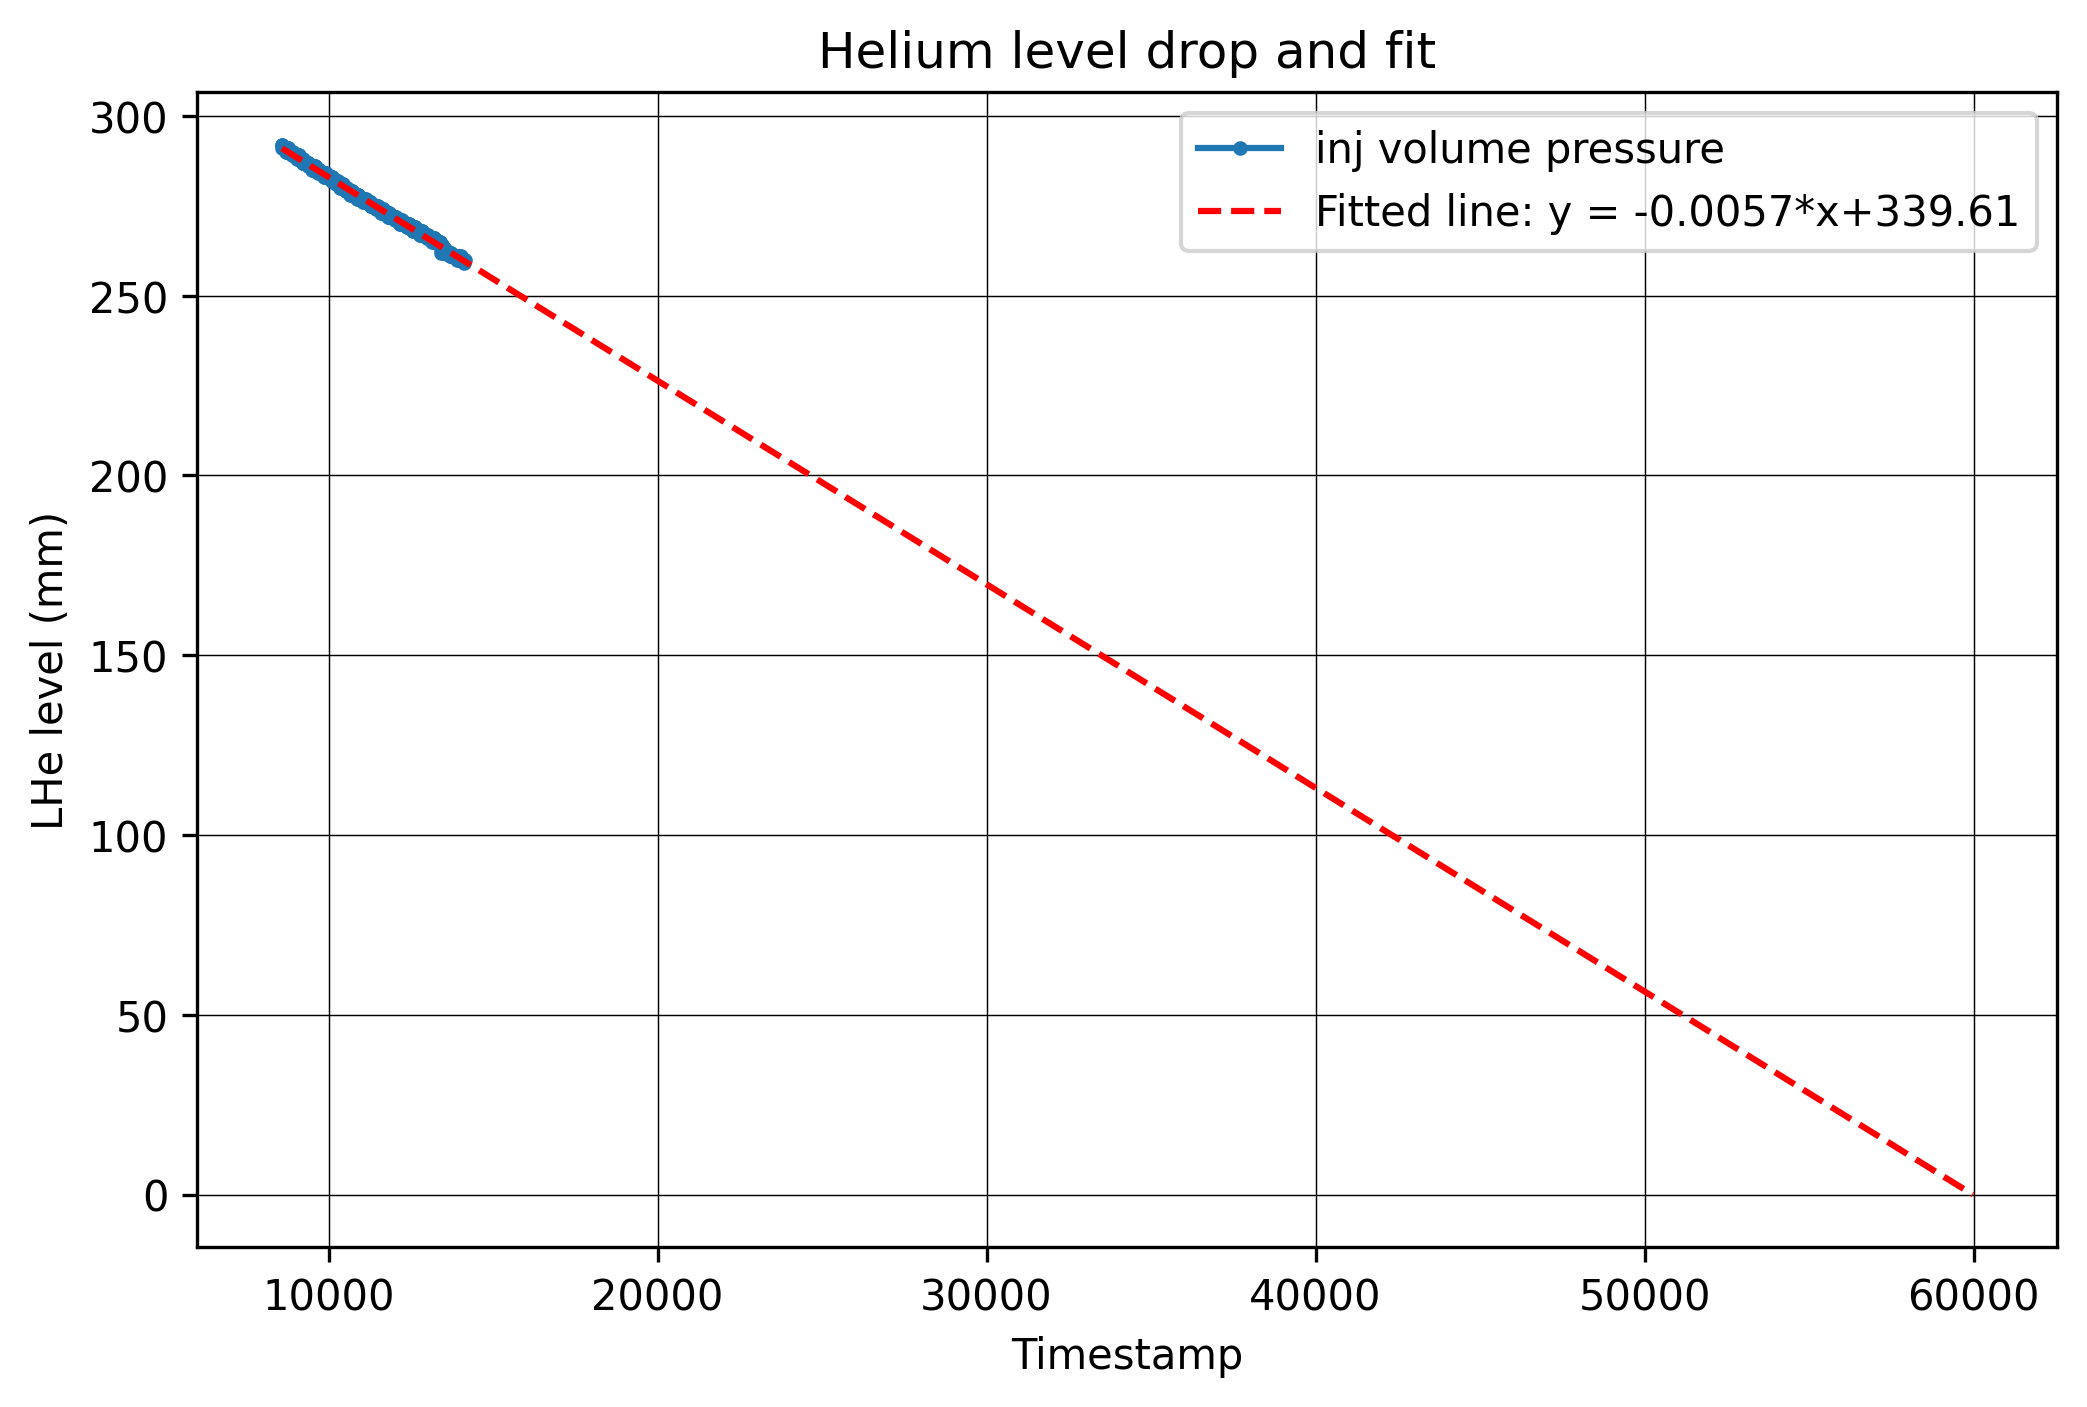 Helium level drop and fit
300
250
200
150
100
50
0
LHe level (mm)
inj volume pressure
Fitted line: y = -0.0057*x+339.61
10000 20000 30000 40000 50000 60000
Timestamp